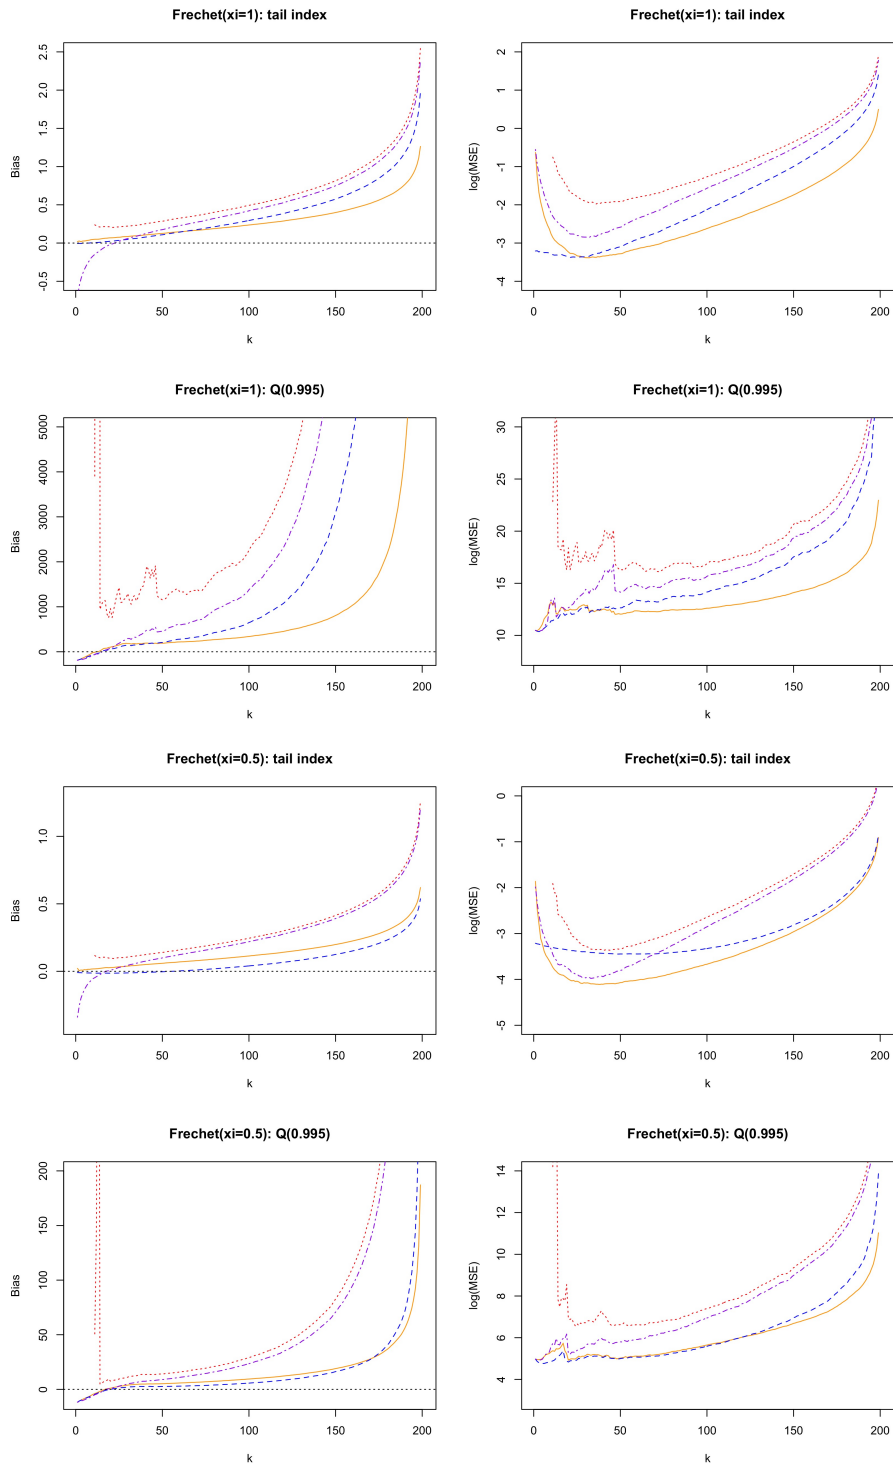 Frechet(xi=1): tail index
Bias
2.5
2.0
1.5
1.0
0.5
0.0
-0.5
0 50 100 150 200
k
Frechet(xi=1): tail index
log(MSE)
2
1
0
-1
-2
-3
-4
0 50 100 150 200
k
Frechet(xi=1): Q(0.995)
Bias
5000
4000
3000
2000
1000
0
0 50 100 150 200
k
Frechet(xi=1): Q(0.995)
log(MSE)
30
25
20
15
10
0 50 100 150 200
k
Frechet(xi=0.5): tail index
Bias
1.0
0.5
0.0
0 50 100 150 200
k
Frechet(xi=0.5): tail index
log(MSE)
0
-1
-2
-3
-4
-5
0 50 100 150 200
k
Frechet(xi=0.5): Q(0.995)
Bias
200
150
100
50
0
0 50 100 150 200
k
Frechet(xi=0.5): Q(0.995)
log(MSE)
14
12
10
8
6
4
0 50 100 150 200
k